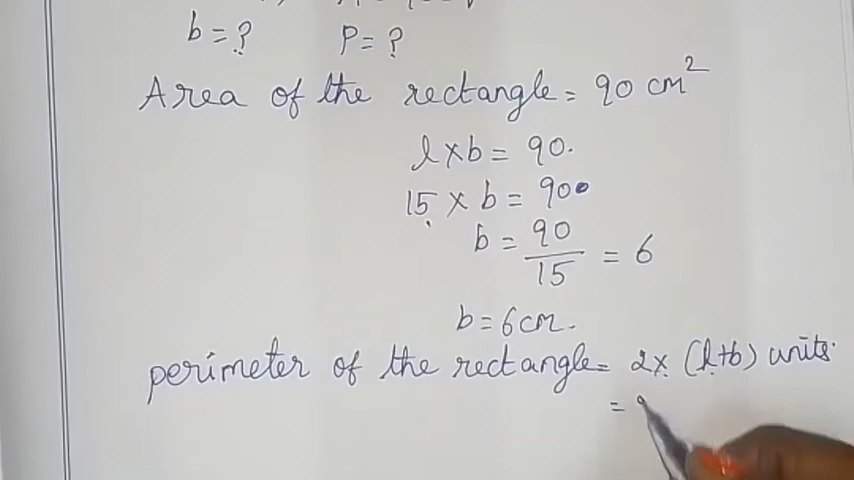 b = ? P = ?
Area of the rectangle = 90 cm²
l × b = 90.
15 × b = 90
b = 90/15 = 6
b = 6 cm.
perimeter of the rectangle = 2 × (l+b) units.
=